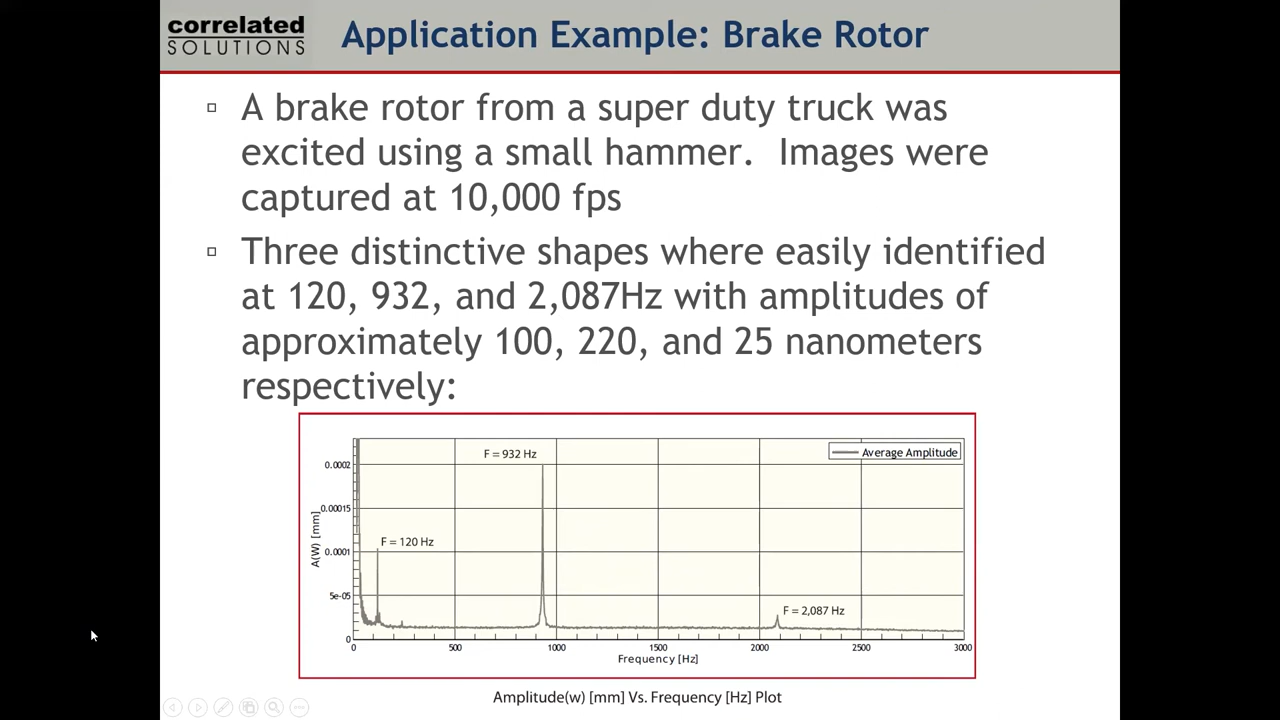 correlated
SOLUTIONS
Application Example: Brake Rotor
A brake rotor from a super duty truck was
excited using a small hammer.  Images were
captured at 10,000 fps
Three distinctive shapes where easily identified
at 120, 932, and 2,087Hz with amplitudes of
approximately 100, 220, and 25 nanometers
respectively:
Average Amplitude
F = 932 Hz
F = 120 Hz
F = 2,087 Hz
A(W) [mm]
0.0002
0.00015
0.0001
5e-05
0
0 500 1000 1500 2000 2500 3000
Frequency [Hz]
Amplitude(w) [mm] Vs. Frequency [Hz] Plot